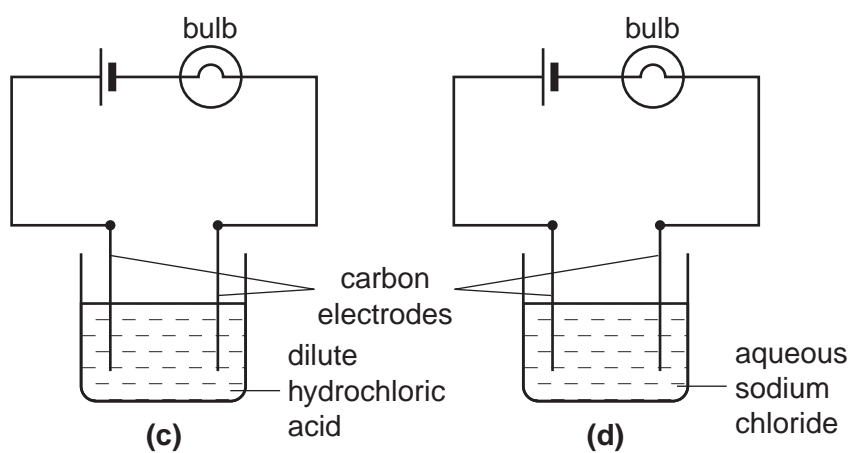 bulb
bulb
carbon
electrodes
dilute
hydrochloric
acid
aqueous
sodium
chloride
(c)
(d)